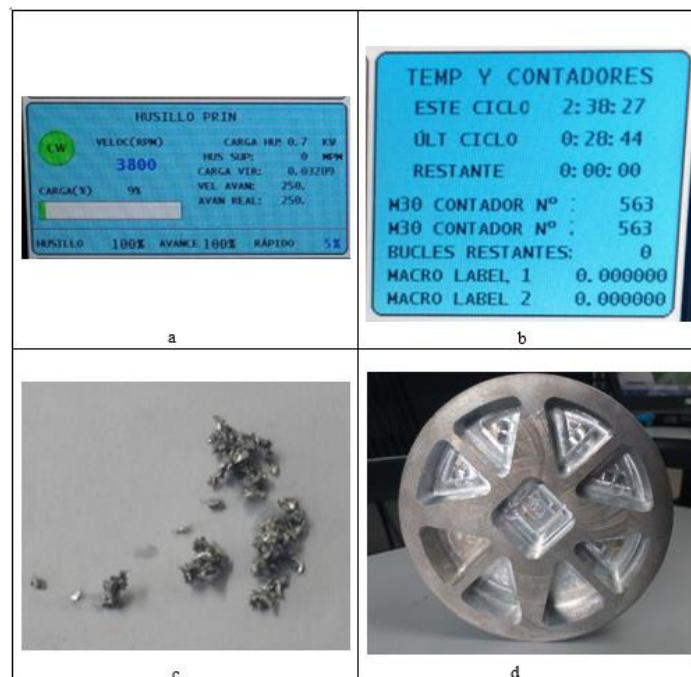 HUSILLO PRIN
CW
VELOC(RPM)
3800
CARGA(%) 9%
CARGA HUS 0.7 KW
HUS SUP: 0 MPM
CARGA VIR: 0.03209
VEL AVAN: 250.
AVAN REAL: 250.
HUSILLO 100% AVANCE 100% RÁPIDO 5%
a
TEMP Y CONTADORES
ESTE CICLO 2:38:27
ÚLT CICLO 0:28:44
RESTANTE 0:00:00
M30 CONTADOR Nº : 563
M30 CONTADOR Nº : 563
BUCLES RESTANTES: 0
MACRO LABEL 1 0.000000
MACRO LABEL 2 0.000000
b
c
d